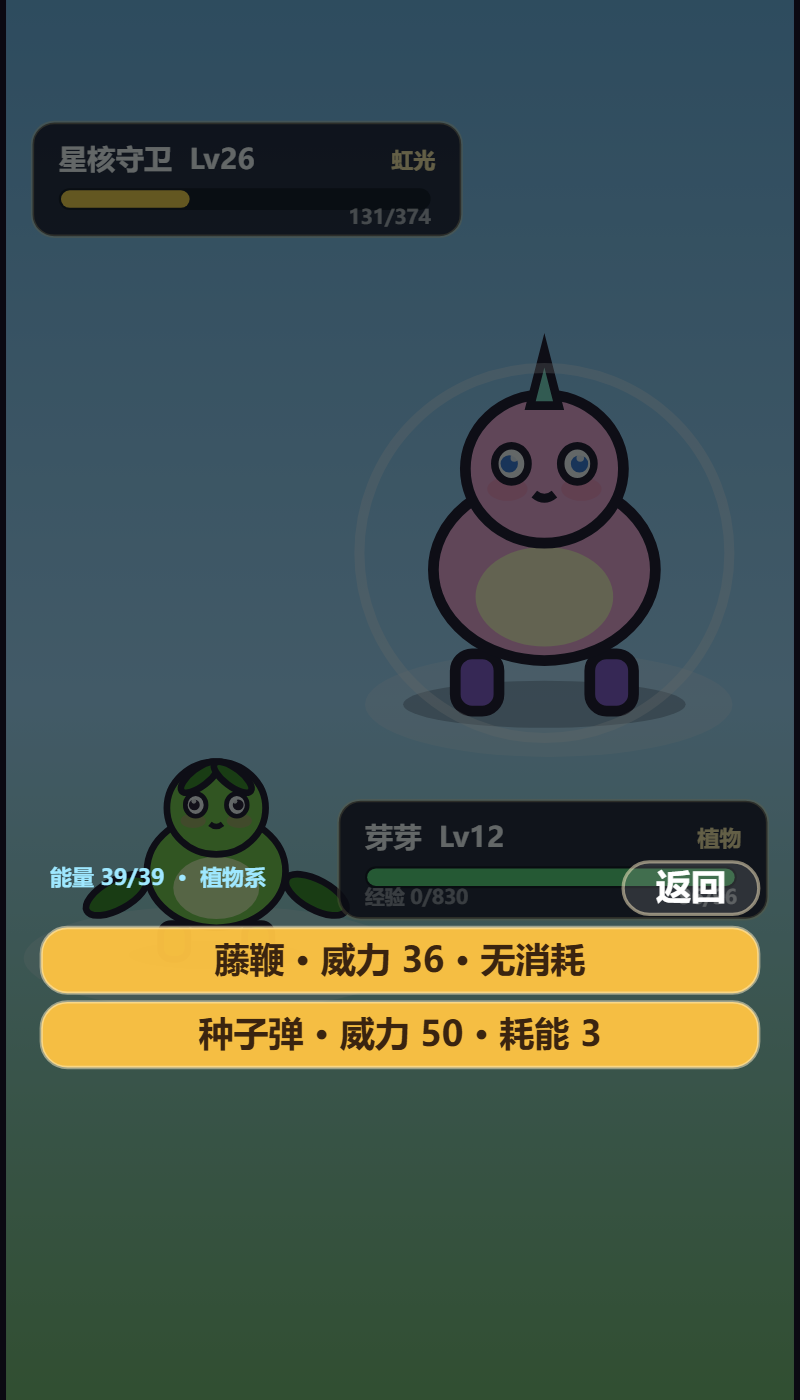 星核守卫 Lv26 虹光
131/374
芽芽 Lv12 植物
能量 39/39 • 植物系
经验 0/830
返回
藤鞭 • 威力 36 • 无消耗
种子弹 • 威力 50 • 耗能 3